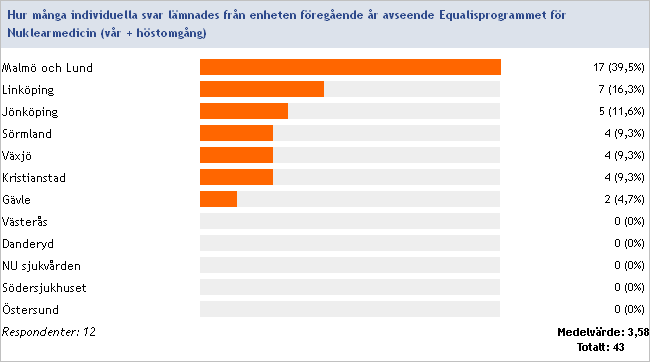 Hur många individuella svar lämnades från enheten föregående år avseende Equalisprogrammet för
Nuklearmedicin (vår + höstomgång)
Malmö och Lund 17 (39,5%)
Linköping 7 (16,3%)
Jönköping 5 (11,6%)
Sörmland 4 (9,3%)
Växjö 4 (9,3%)
Kristianstad 4 (9,3%)
Gävle 2 (4,7%)
Västerås 0 (0%)
Danderyd 0 (0%)
NU sjukvården 0 (0%)
Södersjukhuset 0 (0%)
Östersund 0 (0%)
Respondenter: 12 Medelvärde: 3,58
Totalt: 43